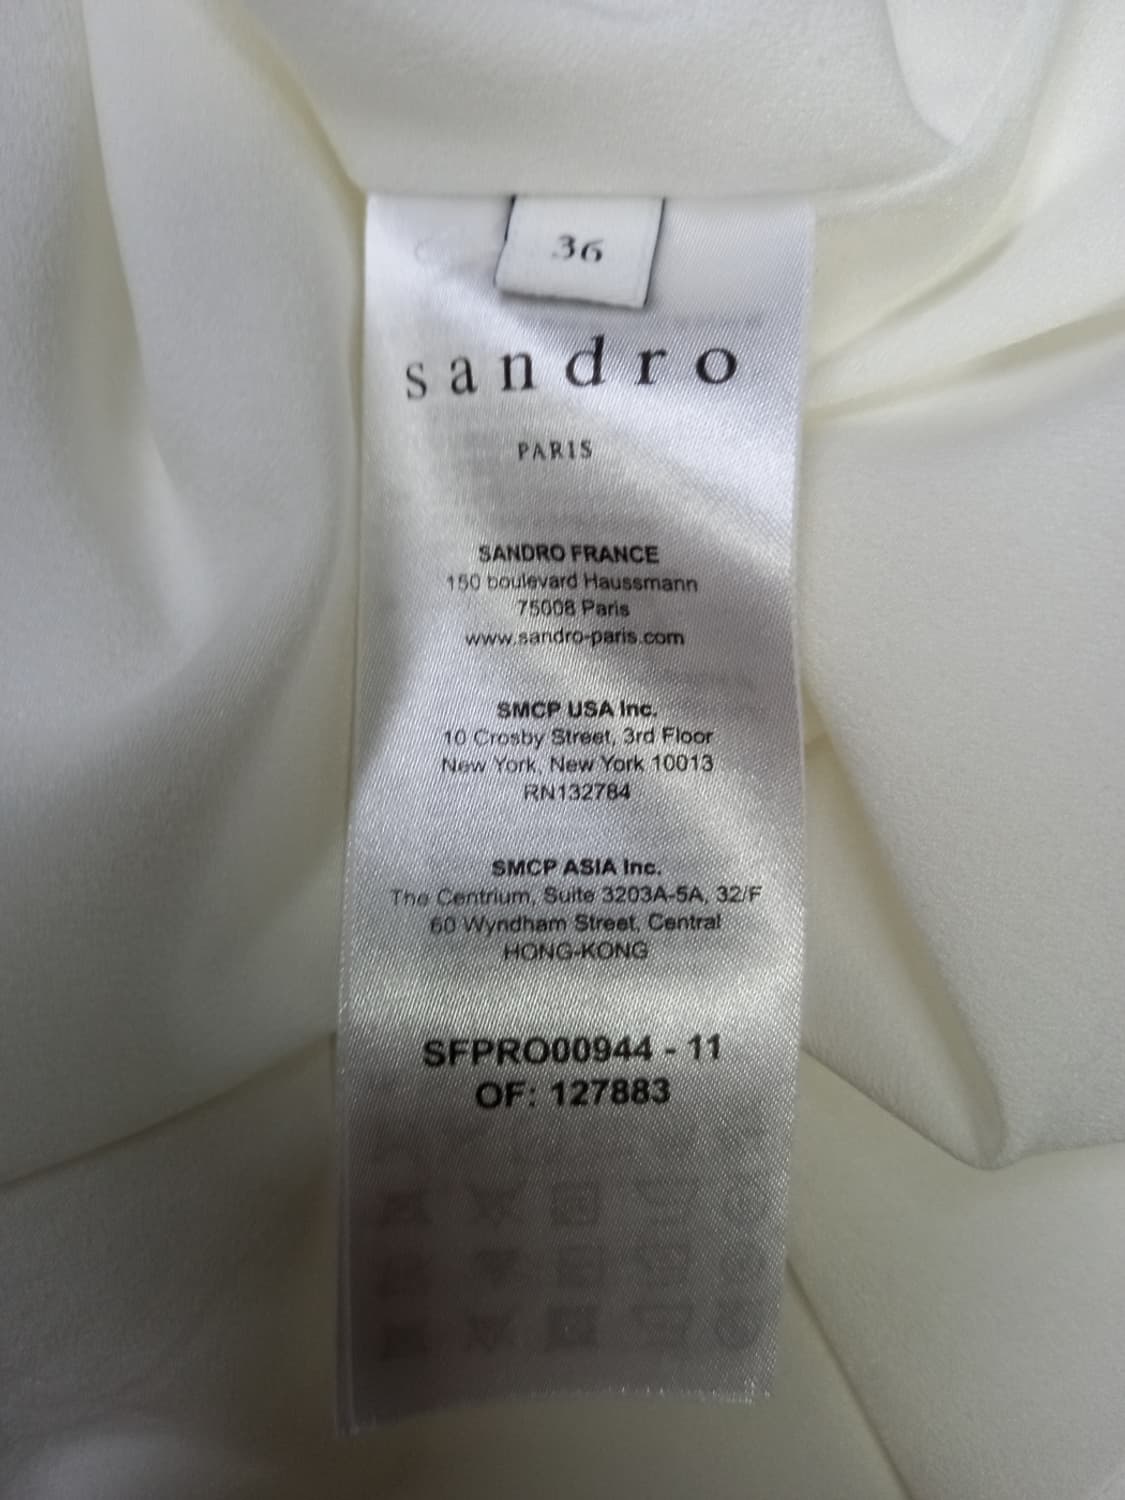 36
sandro
PARIS
SANDRO FRANCE
150 boulevard Haussmann
75008 Paris
www.sandro-paris.com
SMCP USA Inc.
10 Crosby Street, 3rd Floor
New York, New York 10013
RN132784
SMCP ASIA Inc.
The Centrium, Suite 3203A-5A, 32/F
60 Wyndham Street, Central
HONG-KONG
SFPRO00944 - 11
OF: 127883